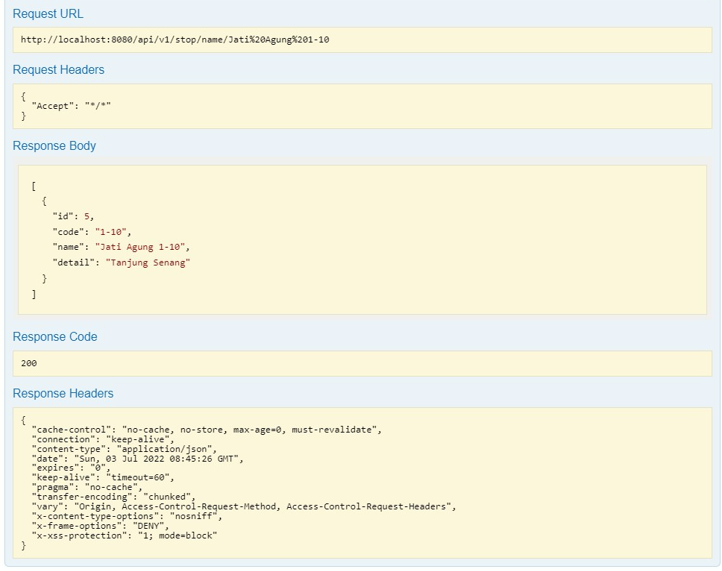 Request URL
http://localhost:8080/api/v1/stop/name/Jati%20Agung%201-10
Request Headers
{
"Accept": "*/*"
}
Response Body
[
{
"id": 5,
"code": "1-10",
"name": "Jati Agung 1-10",
"detail": "Tanjung Senang"
}
]
Response Code
200
Response Headers
{
"cache-control": "no-cache, no-store, max-age=0, must-revalidate",
"connection": "keep-alive",
"content-type": "application/json",
"date": "Sun, 03 Jul 2022 08:45:26 GMT",
"expires": "0",
"keep-alive": "timeout=60",
"pragma": "no-cache",
"transfer-encoding": "chunked",
"vary": "Origin, Access-Control-Request-Method, Access-Control-Request-Headers",
"x-content-type-options": "nosniff",
"x-frame-options": "DENY",
"x-xss-protection": "1; mode=block"
}